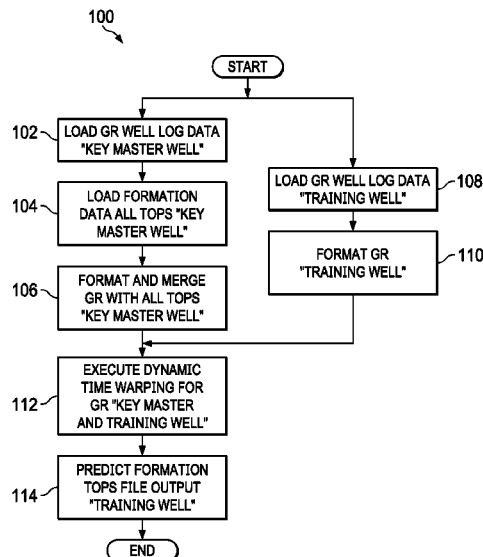 100
START
102
LOAD GR WELL LOG DATA
"KEY MASTER WELL"
104
LOAD FORMATION
DATA ALL TOPS "KEY
MASTER WELL"
106
FORMAT AND MERGE
GR WITH ALL TOPS
"KEY MASTER WELL"
LOAD GR WELL LOG DATA
"TRAINING WELL"
108
FORMAT GR
"TRAINING WELL"
110
112
EXECUTE DYNAMIC
TIME WARPING FOR
GR "KEY MASTER
AND TRAINING WELL"
114
PREDICT FORMATION
TOPS FILE OUTPUT
"TRAINING WELL"
END